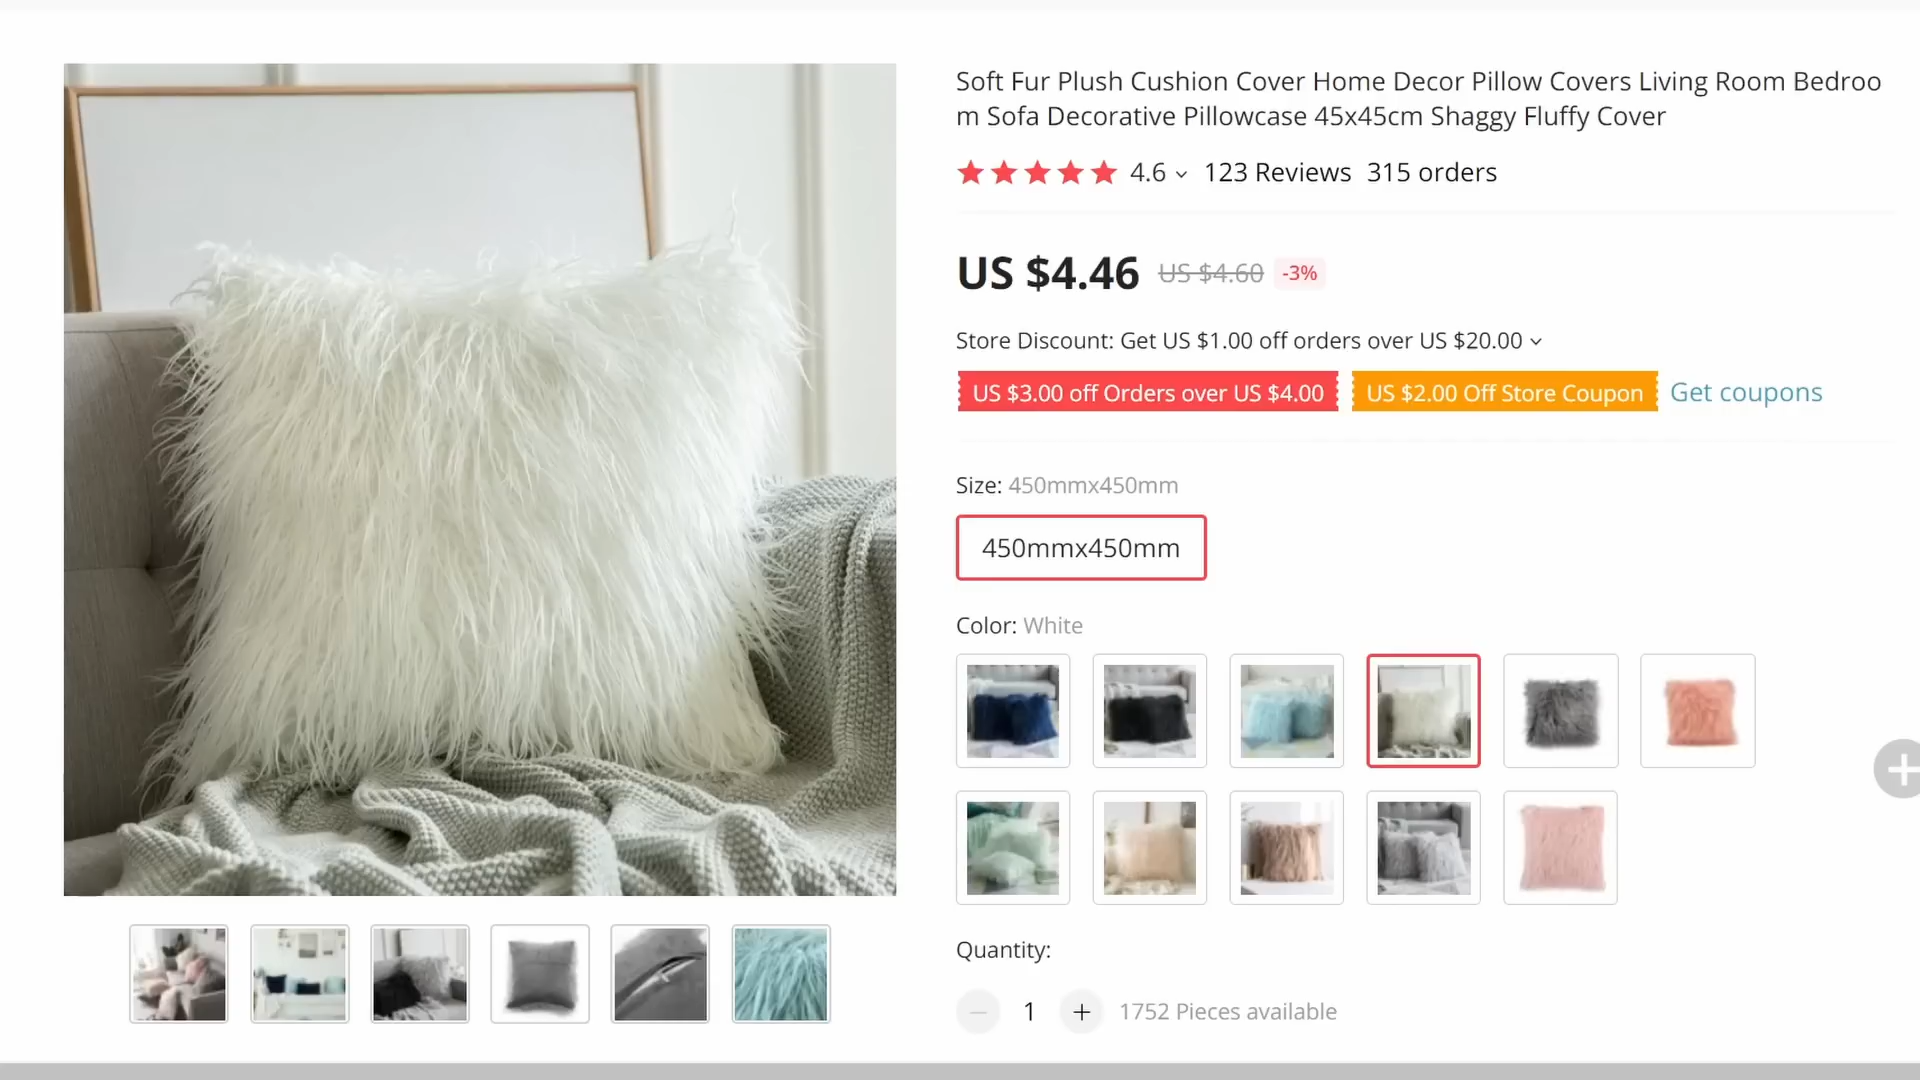 Soft Fur Plush Cushion Cover Home Decor Pillow Covers Living Room Bedroo
m Sofa Decorative Pillowcase 45x45cm Shaggy Fluffy Cover
4.6 123 Reviews 315 orders
US $4.46 US $4.60 -3%
Store Discount: Get US $1.00 off orders over US $20.00
US $3.00 off Orders over US $4.00 US $2.00 Off Store Coupon Get coupons
Size: 450mmx450mm
450mmx450mm
Color: White
Quantity:
1 + 1752 Pieces available